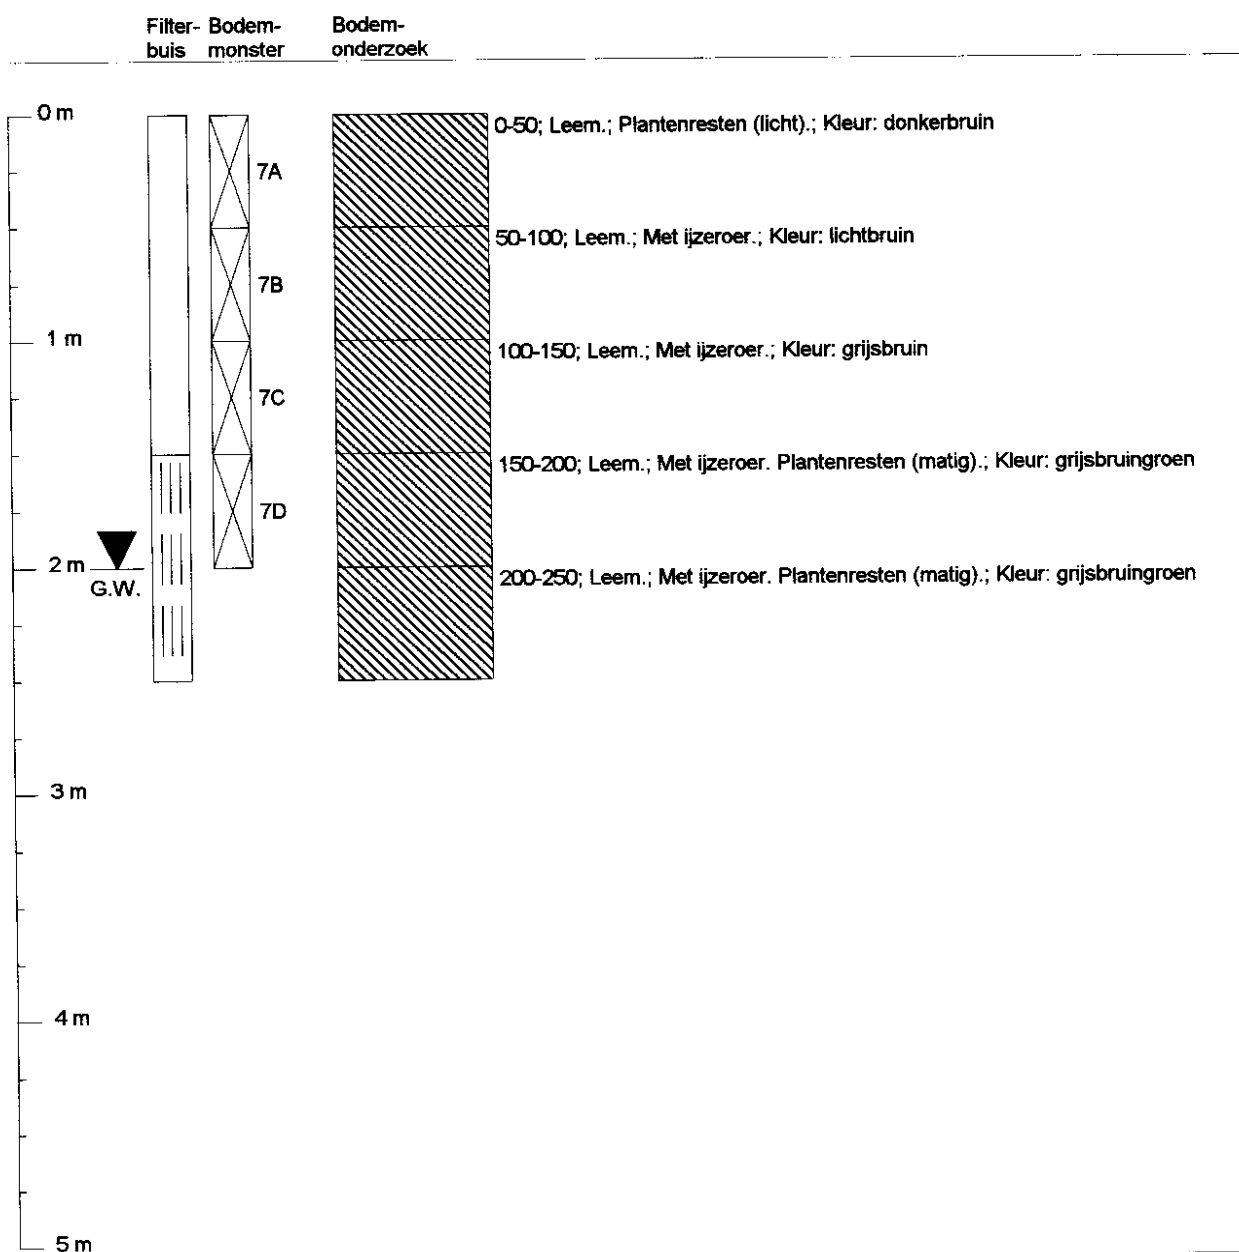 Filter- Bodem- Bodem-
buis monster onderzoek
0 m
0-50; Leem.; Plantenresten (licht).; Kleur: donkerbruin
7A
50-100; Leem.; Met ijzeroer.; Kleur: lichtbruin
7B
1 m
100-150; Leem.; Met ijzeroer.; Kleur: grijsbruin
7C
150-200; Leem.; Met ijzeroer. Plantenresten (matig).; Kleur: grijsbruingroen
7D
2 m
G.W.
200-250; Leem.; Met ijzeroer. Plantenresten (matig).; Kleur: grijsbruingroen
3 m
4 m
5 m